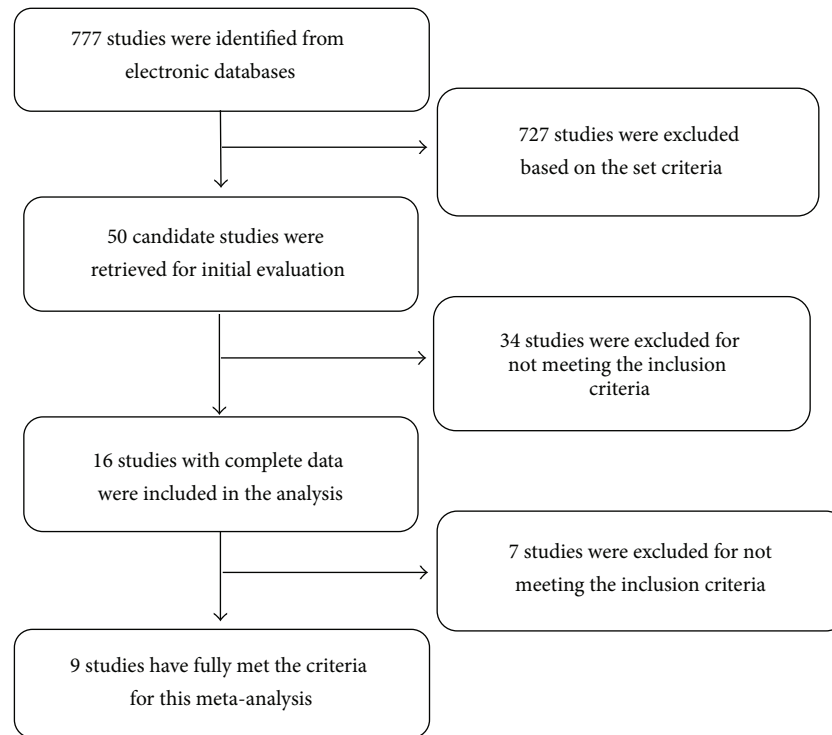 777 studies were identified from
electronic databases
727 studies were excluded
based on the set criteria
50 candidate studies were
retrieved for initial evaluation
34 studies were excluded for
not meeting the inclusion
criteria
16 studies with complete data
were included in the analysis
7 studies were excluded for not
meeting the inclusion criteria
9 studies have fully met the criteria
for this meta-analysis